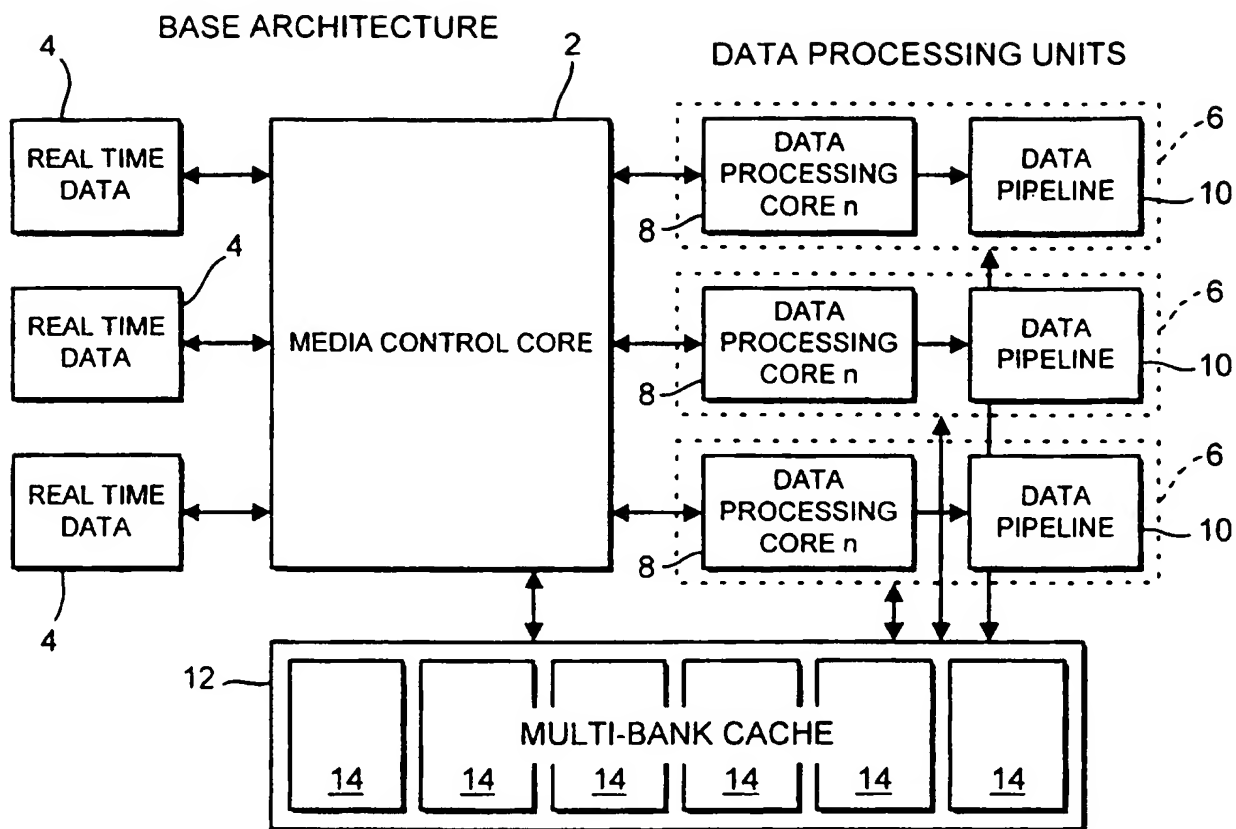 BASE ARCHITECTURE
DATA PROCESSING UNITS
4
2
REAL TIME
DATA
DATA
PROCESSING
CORE n
8
DATA
PIPELINE
6
10
4
REAL TIME
DATA
MEDIA CONTROL CORE
DATA
PROCESSING
CORE n
8
DATA
PIPELINE
6
10
REAL TIME
DATA
4
DATA
PROCESSING
CORE n
8
DATA
PIPELINE
6
10
12
MULTI-BANK CACHE
14 14 14 14 14 14